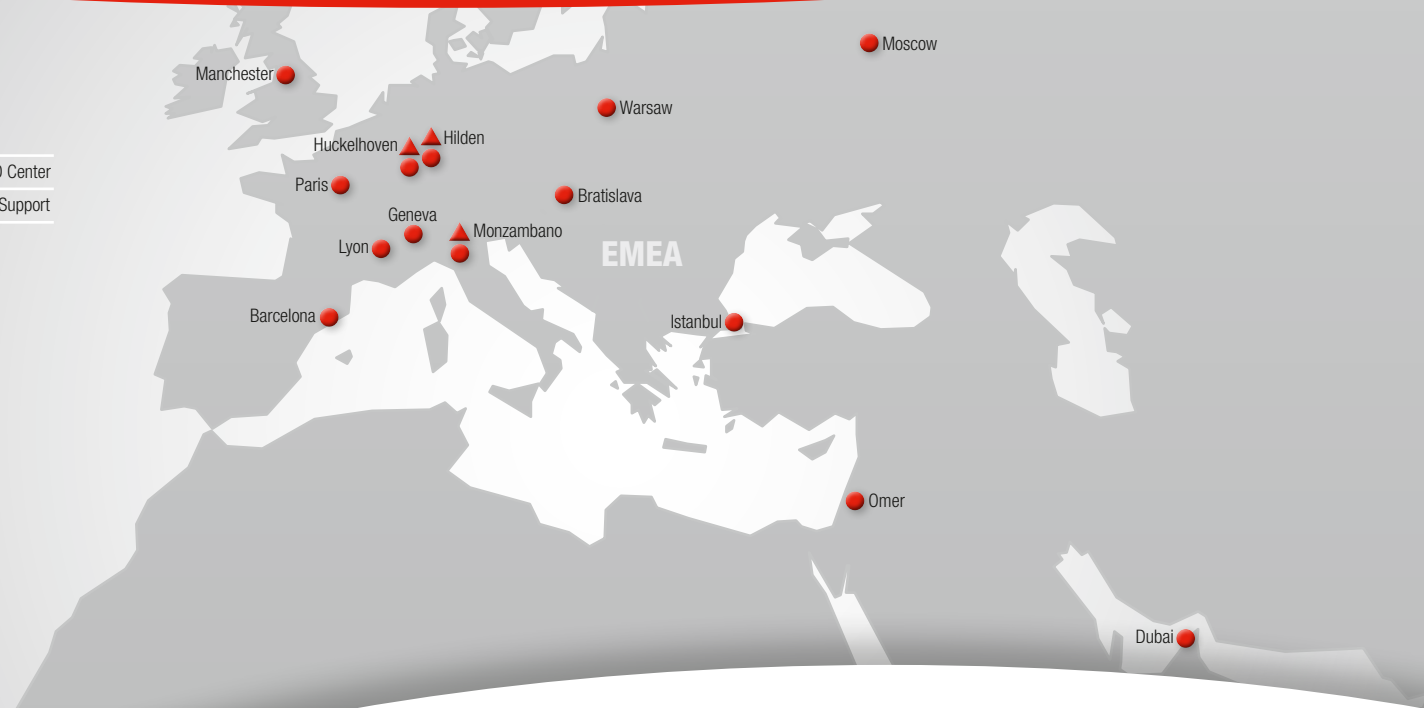 Moscow
Manchester
Warsaw
Hilden
Huckelhoven
Center
Paris
Bratislava
Support
Geneva
Monzambano
Lyon
EMEA
Barcelona
Istanbul
Omer
Dubai